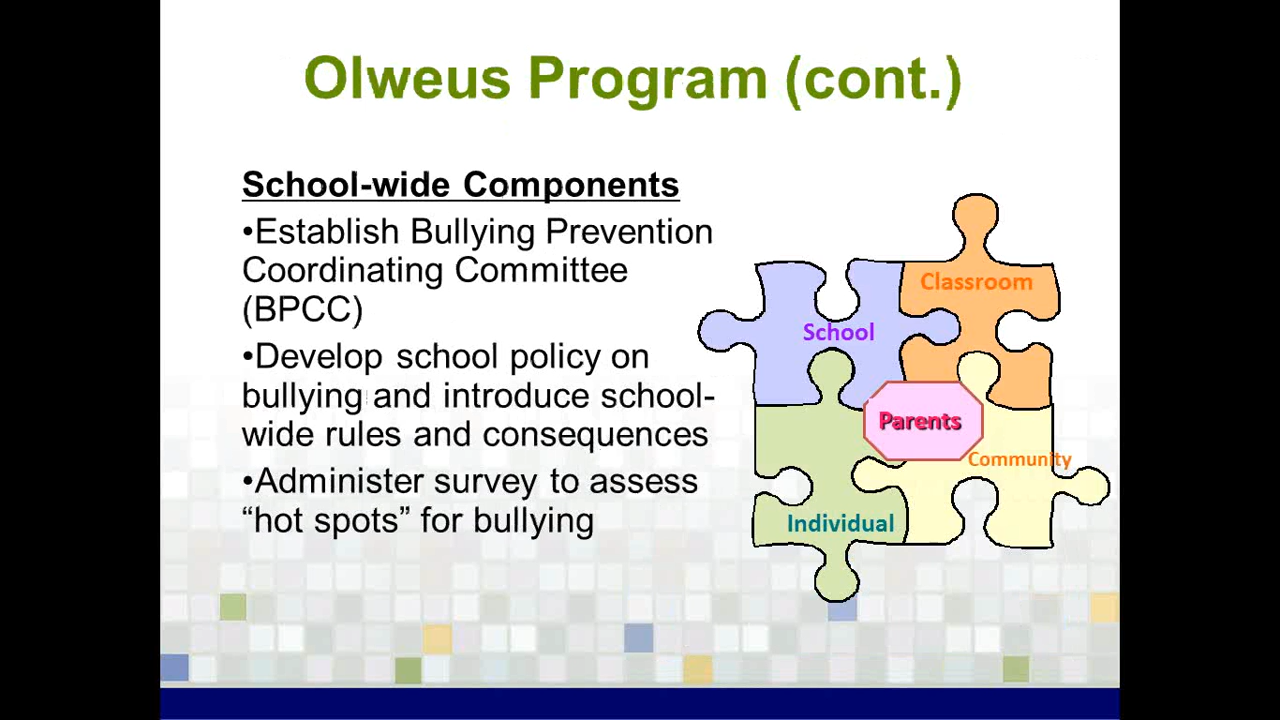 Olweus Program (cont.)
School-wide Components
•Establish Bullying Prevention
Coordinating Committee
(BPCC)
•Develop school policy on
bullying and introduce school-
wide rules and consequences
•Administer survey to assess
“hot spots” for bullying
Classroom
School
Parents
Community
Individual